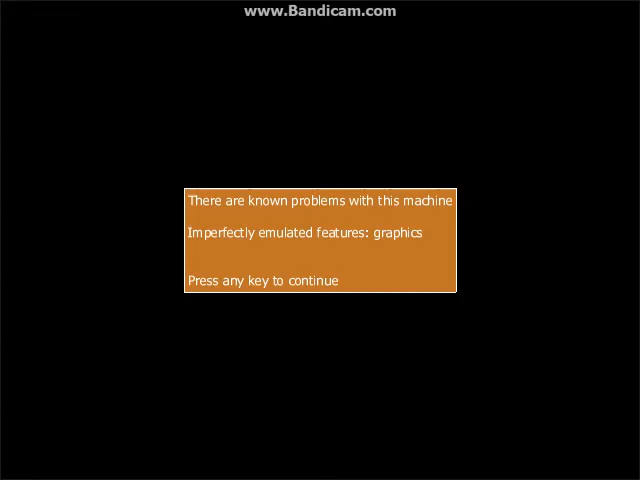 www.Bandicam.com
There are known problems with this machine
Imperfectly emulated features: graphics
Press any key to continue